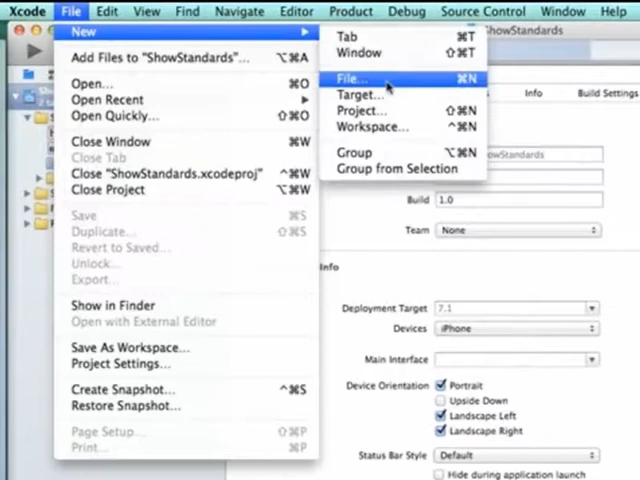 Xcode File Edit View Find Navigate Editor Product Debug Source Control Window Help
New
Tab ⌘T
Window ⇧⌘T
File... ⌘N
Target...
Project... ⇧⌘N
Workspace... ^⌘N
Group ⌥⌘N
Group from Selection
Add Files to "ShowStandards"... ⌥⌘A
Open... ⌘O
Open Recent
Open Quickly... ⇧⌘O
Close Window ⌘W
Close Tab
Close "ShowStandards.xcodeproj" ^⌘W
Close Project ⌥⌘W
Save ⌘S
Duplicate... ⇧⌘S
Revert to Saved...
Unlock...
Export...
Show in Finder
Open with External Editor
Save As Workspace...
Project Settings...
Create Snapshot... ^⌘S
Restore Snapshot...
Page Setup... ⇧⌘P
Print... ⌘P
ShowStandards
Info Build Settings
ShowStandards
Build 1.0
Team None
Info
Deployment Target 7.1
Devices iPhone
Main Interface
Device Orientation Portrait
Upside Down
Landscape Left
Landscape Right
Status Bar Style Default
Hide during application launch